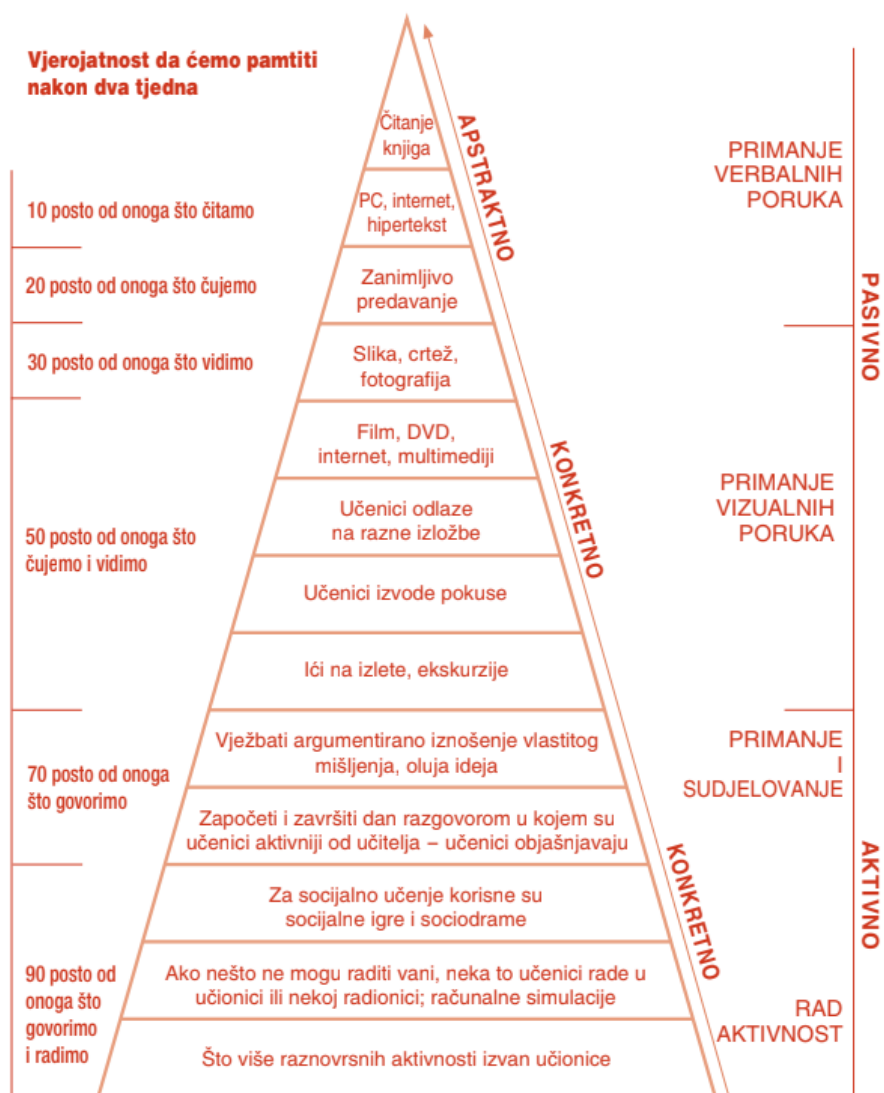 Vjerojatnost da ćemo pamtiti
nakon dva tjedna
10 posto od onoga što čitamo
20 posto od onoga što čujemo
30 posto od onoga što vidimo
50 posto od onoga što
čujemo i vidimo
70 posto od onoga
što govorimo
90 posto od
onoga što
govorimo
i radimo
Čitanje
knjiga
PC, internet,
hipertekst
Zanimljivo
predavanje
Slika, crtež,
fotografija
Film, DVD,
internet, multimediji
Učenici odlaze
na razne izložbe
Učenici izvode pokuse
Ići na izlete, ekskurzije
Vježbati argumentirano iznošenje vlastitog
mišljenja, oluja ideja
Započeti i završiti dan razgovorom u kojem su
učenici aktivniji od učitelja – učenici objašnjavaju
Za socijalno učenje korisne su
socijalne igre i sociodrame
Ako nešto ne mogu raditi vani, neka to učenici rade u
učionici ili nekoj radionici; računalne simulacije
Što više raznovrsnih aktivnosti izvan učionice
APSTRAKTNO
KONKRETNO
KONKRETNO
PRIMANJE
VERBALNIH
PORUKA
PRIMANJE
VIZUALNIH
PORUKA
PRIMANJE
I
SUDJELOVANJE
RAD
AKTIVNOST
PASIVNO
AKTIVNO